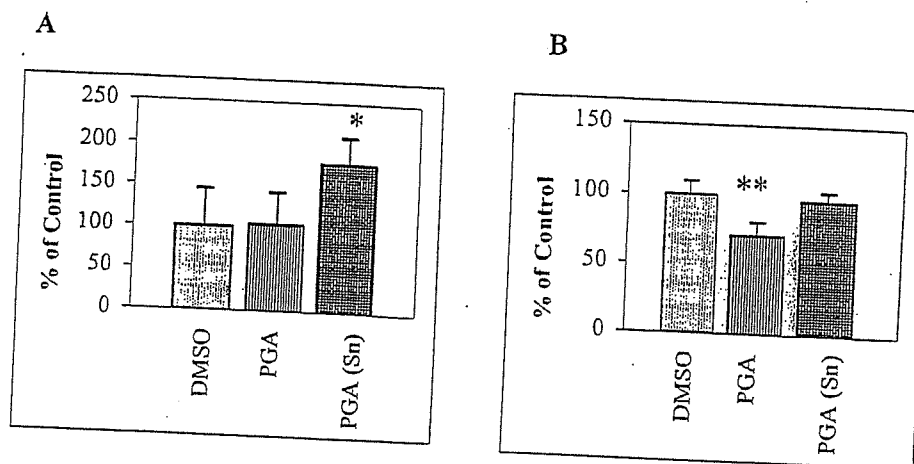 A
250
200
150
100
50
0
% of Control
*
DMSO
PGA
PGA (Sn)
B
150
100
50
0
% of Control
**
DMSO
PGA
PGA (Sn)